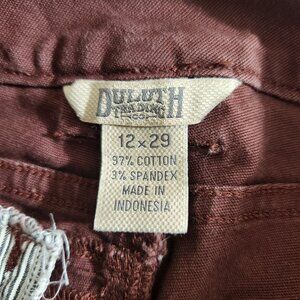 DULUTH
TRADING
CO
12 x 29
97% COTTON
3% SPANDEX
MADE IN
INDONESIA